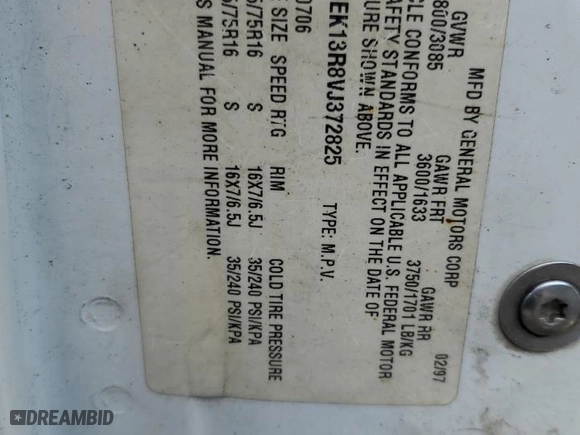 MFD BY GENERAL MOTORS CORP 02/97
GVWR GAWR FRT GAWR RR
800/3085 3600/1633 3750/1701 LB/KG
CLE CONFORMS TO ALL APPLICABLE U.S. FEDERAL MOTOR
AFETY STANDARDS IN EFFECT ON THE DATE OF
URE SHOWN ABOVE.
EK13R8VJ372825 TYPE: M.P.V.
0706
E SIZE SPEED RTG RIM COLD TIRE PRESSURE
5/75R16 S 16X7/6.5J 35/240 PSI/KPA
5/75R16 S 16X7/6.5J 35/240 PSI/KPA
S MANUAL FOR MORE INFORMATION.
DREAMBID